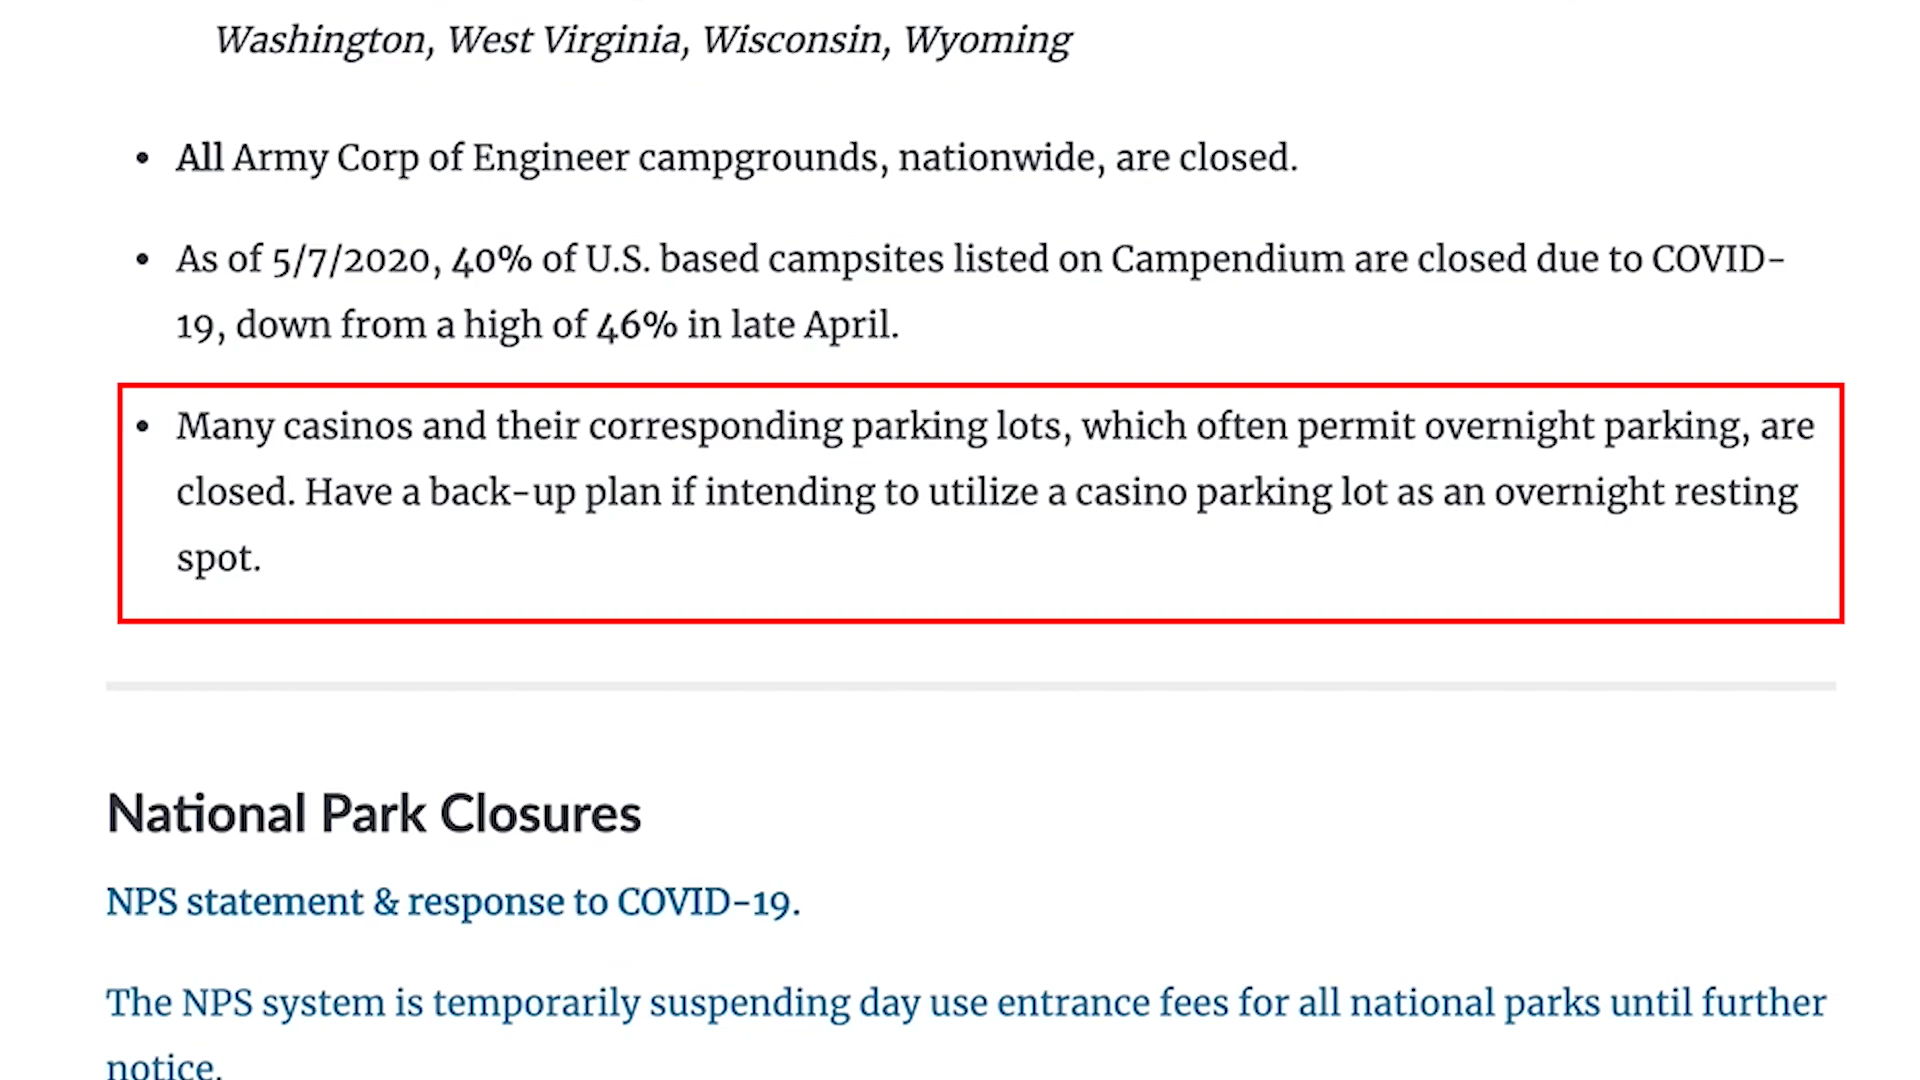 Washington, West Virginia, Wisconsin, Wyoming
• All Army Corp of Engineer campgrounds, nationwide, are closed.
• As of 5/7/2020, 40% of U.S. based campsites listed on Campendium are closed due to COVID-
19, down from a high of 46% in late April.
• Many casinos and their corresponding parking lots, which often permit overnight parking, are
closed. Have a back-up plan if intending to utilize a casino parking lot as an overnight resting
spot.
National Park Closures
NPS statement & response to COVID-19.
The NPS system is temporarily suspending day use entrance fees for all national parks until further
notice.